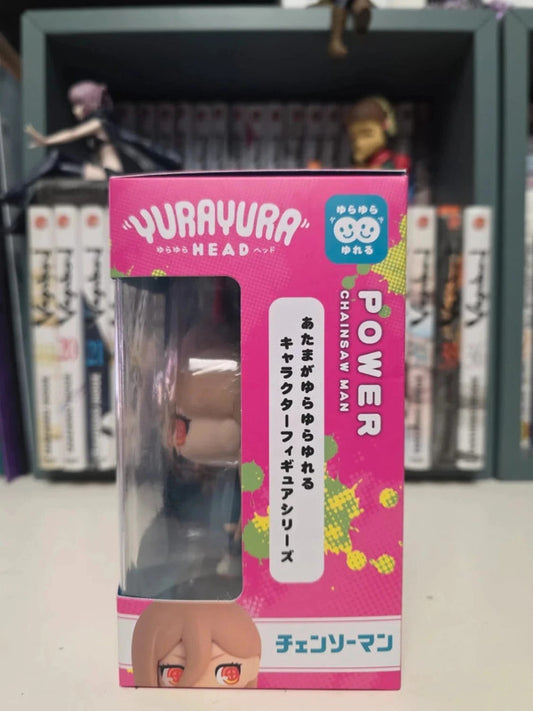 "YURAYURA"
ゆらゆら HEAD ヘッド
ゆらゆら
ゆれる
POWER
CHAINSAW MAN
あたまがゆらゆらゆれる
キャラクターフィギュアシリーズ
チェンソーマン
20
21